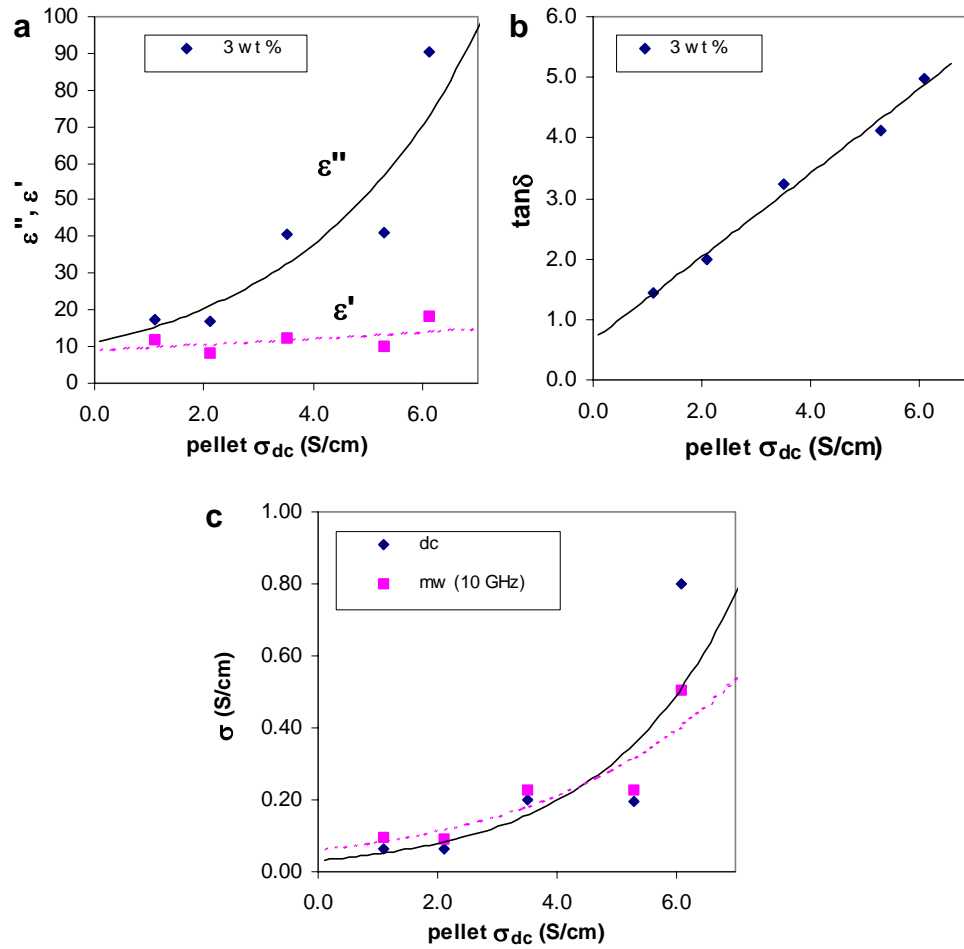 a
100
90
80
70
60
50
40
30
20
10
0
ε", ε'
3 wt %
ε"
ε'
0.0 2.0 4.0 6.0
pellet σdc (S/cm)
b
6.0
5.0
4.0
3.0
2.0
1.0
0.0
tanδ
3 wt %
0.0 2.0 4.0 6.0
pellet σdc (S/cm)
c
1.00
0.80
0.60
0.40
0.20
0.00
σ (S/cm)
dc
mw (10 GHz)
0.0 2.0 4.0 6.0
pellet σdc (S/cm)